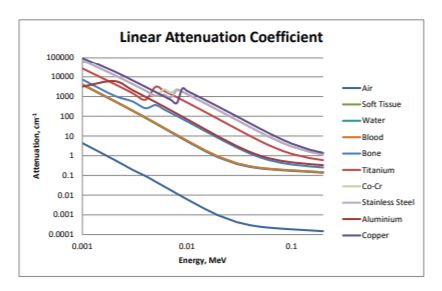 Linear Attenuation Coefficient
Attenuation, cm⁻¹
100000
10000
1000
100
10
1
0.1
0.01
0.001
0.0001
0.001
0.01
0.1
Energy, MeV
Air
Soft Tissue
Water
Blood
Bone
Titanium
Co-Cr
Stainless Steel
Aluminium
Copper